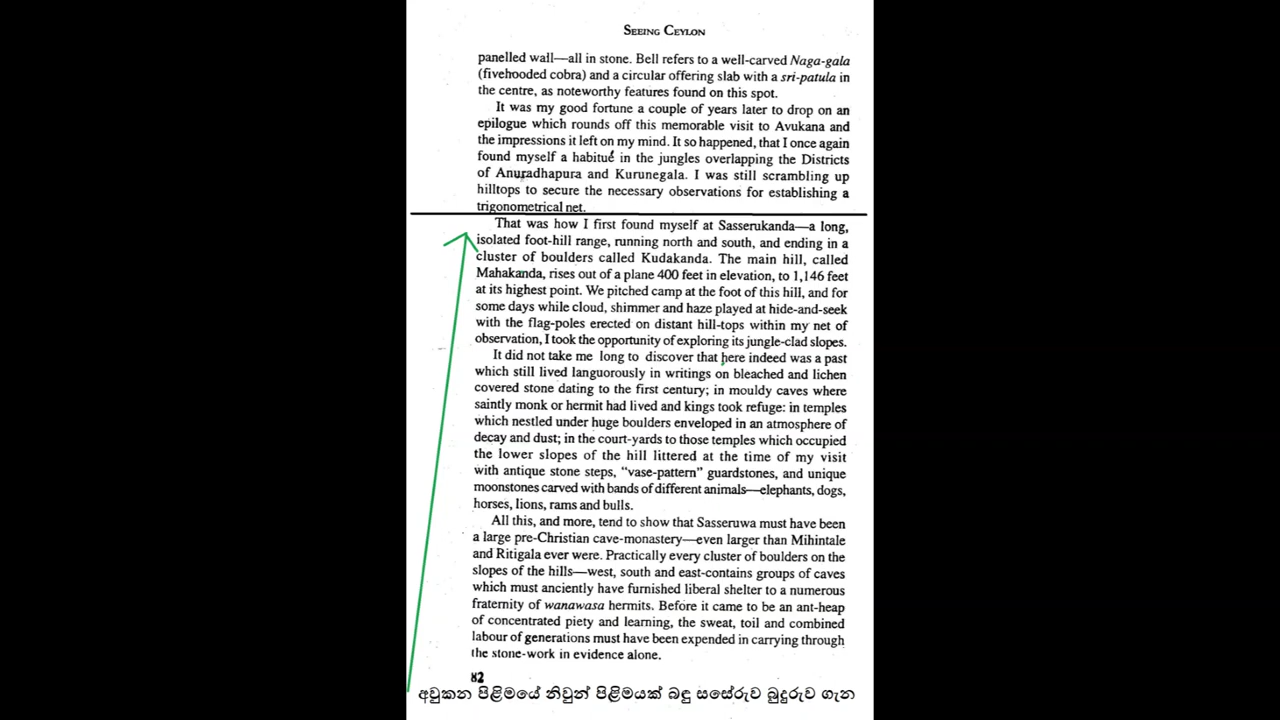 SEEING CEYLON
panelled wall—all in stone. Bell refers to a well-carved Naga-gala
(fivehooded cobra) and a circular offering slab with a sri-patula in
the centre, as noteworthy features found on this spot.
It was my good fortune a couple of years later to drop on an
epilogue which rounds off this memorable visit to Avukana and
the impressions it left on my mind. It so happened, that I once again
found myself a habitué in the jungles overlapping the Districts
of Anuradhapura and Kurunegala. I was still scrambling up
hilltops to secure the necessary observations for establishing a
trigonometrical net.
That was how I first found myself at Sasserukanda—a long,
isolated foot-hill range, running north and south, and ending in a
cluster of boulders called Kudakanda. The main hill, called
Mahakanda, rises out of a plane 400 feet in elevation, to 1,146 feet
at its highest point. We pitched camp at the foot of this hill, and for
some days while cloud, shimmer and haze played at hide-and-seek
with the flag-poles erected on distant hill-tops within my net of
observation, I took the opportunity of exploring its jungle-clad slopes.
It did not take me long to discover that here indeed was a past
which still lived languorously in writings on bleached and lichen
covered stone dating to the first century; in mouldy caves where
saintly monk or hermit had lived and kings took refuge: in temples
which nestled under huge boulders enveloped in an atmosphere of
decay and dust; in the court-yards to those temples which occupied
the lower slopes of the hill littered at the time of my visit
with antique stone steps, “vase-pattern” guardstones, and unique
moonstones carved with bands of different animals—elephants, dogs,
horses, lions, rams and bulls.
All this, and more, tend to show that Sasseruwa must have been
a large pre-Christian cave-monastery—even larger than Mihintale
and Ritigala ever were. Practically every cluster of boulders on the
slopes of the hills—west, south and east-contains groups of caves
which must anciently have furnished liberal shelter to a numerous
fraternity of wanawasa hermits. Before it came to be an ant-heap
of concentrated piety and learning, the sweat, toil and combined
labour of generations must have been expended in carrying through
the stone-work in evidence alone.
82
අවුකන පිළිමයේ නිවුන් පිළිමයක් බඳු සසේරුව බුදුරුව ගැන